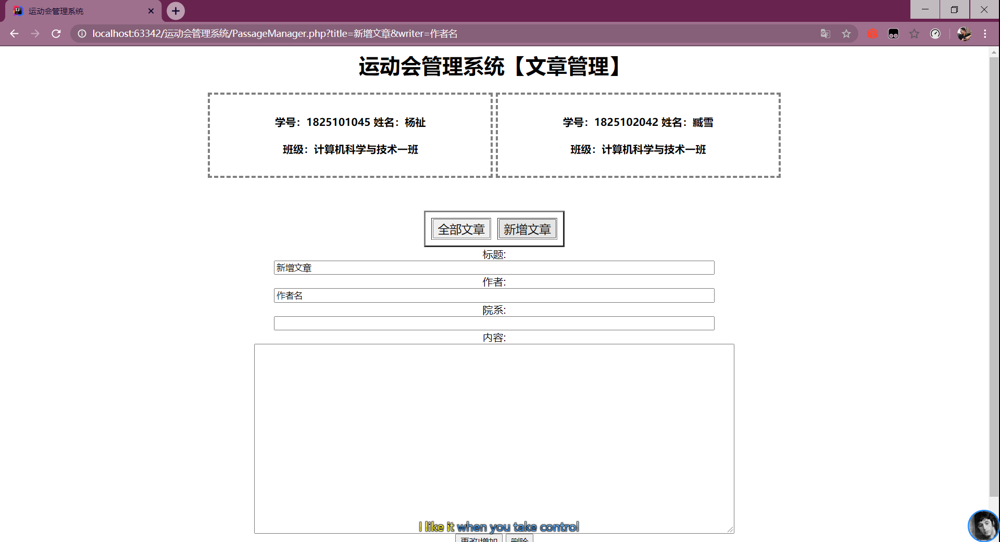 运动会管理系统
localhost:63342/运动会管理系统/PassageManager.php?title=新增文章&writer=作者名
运动会管理系统【文章管理】
学号：1825101045 姓名：杨祉
班级：计算机科学与技术一班
学号：1825102042 姓名：臧雪
班级：计算机科学与技术一班
全部文章 新增文章
标题:
新增文章
作者:
作者名
院系:
内容:
I like it when you take control
更改|增加 删除